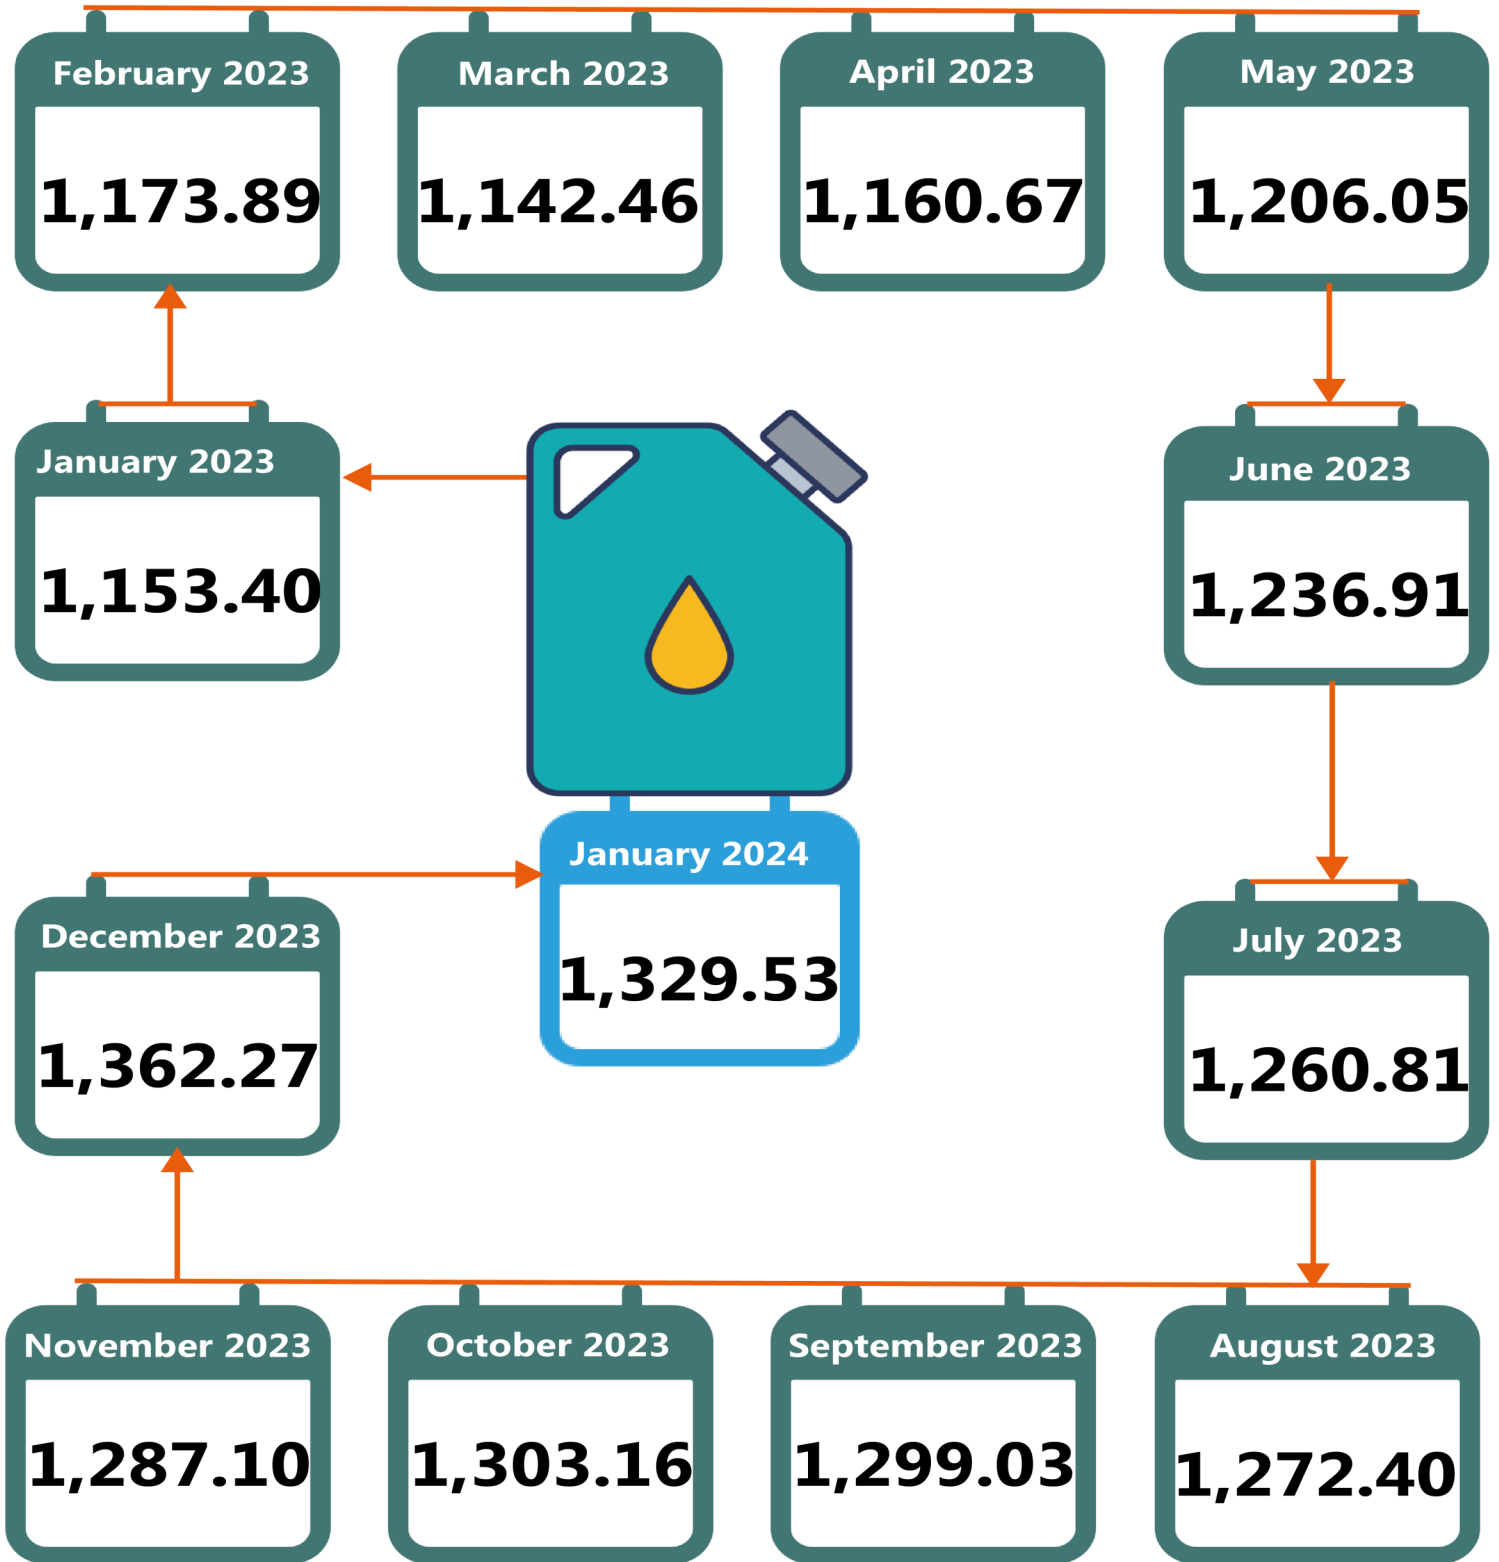 February 2023
1,173.89
March 2023
1,142.46
April 2023
1,160.67
May 2023
1,206.05
January 2023
1,153.40
June 2023
1,236.91
January 2024
1,329.53
December 2023
1,362.27
July 2023
1,260.81
November 2023
1,287.10
October 2023
1,303.16
September 2023
1,299.03
August 2023
1,272.40